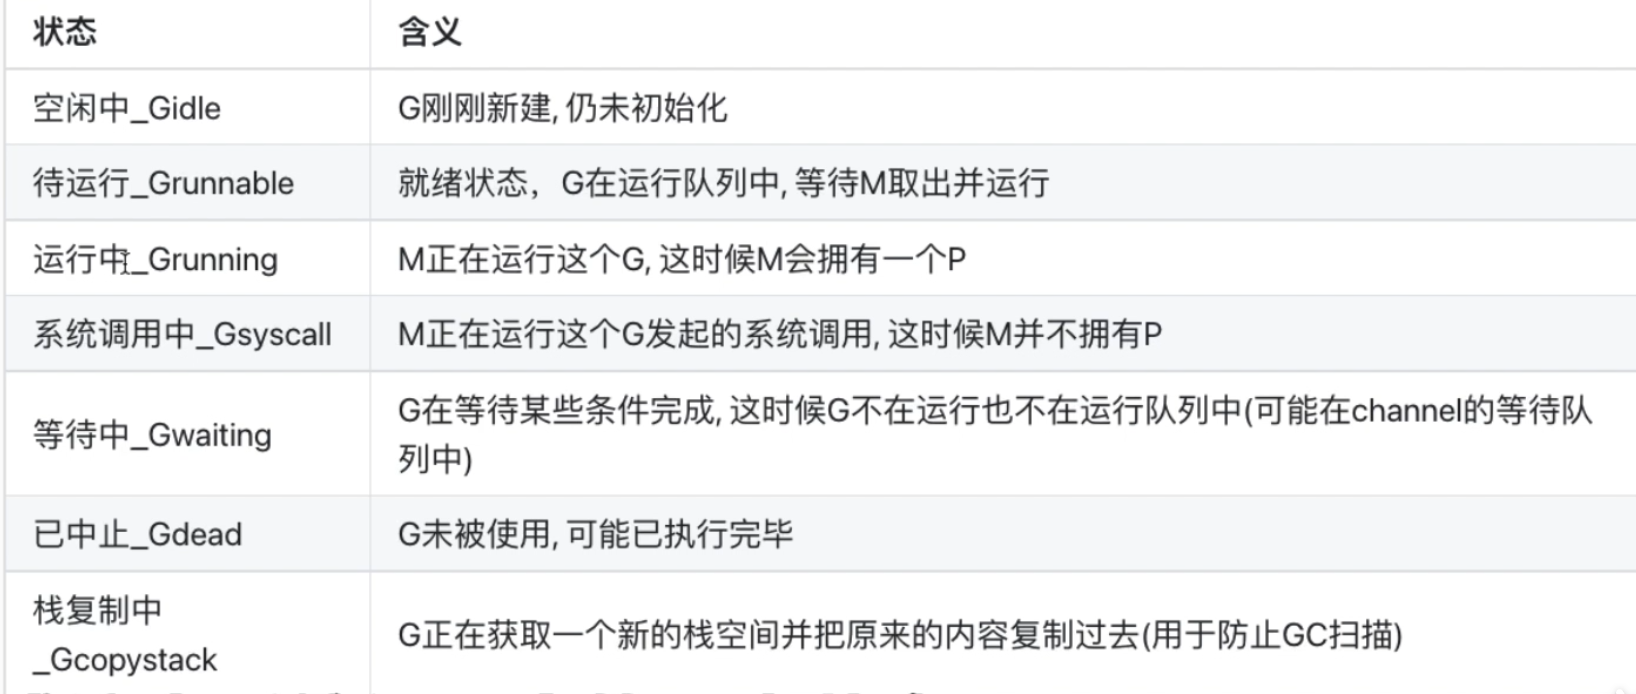 状态 含义
空闲中_Gidle G刚刚新建, 仍未初始化
待运行_Grunnable 就绪状态，G在运行队列中, 等待M取出并运行
运行中_Grunning M正在运行这个G, 这时候M会拥有一个P
系统调用中_Gsyscall M正在运行这个G发起的系统调用, 这时候M并不拥有P
等待中_Gwaiting G在等待某些条件完成, 这时候G不在运行也不在运行队列中(可能在channel的等待队
列中)
已中止_Gdead G未被使用, 可能已执行完毕
栈复制中
_Gcopystack G正在获取一个新的栈空间并把原来的内容复制过去(用于防止GC扫描)